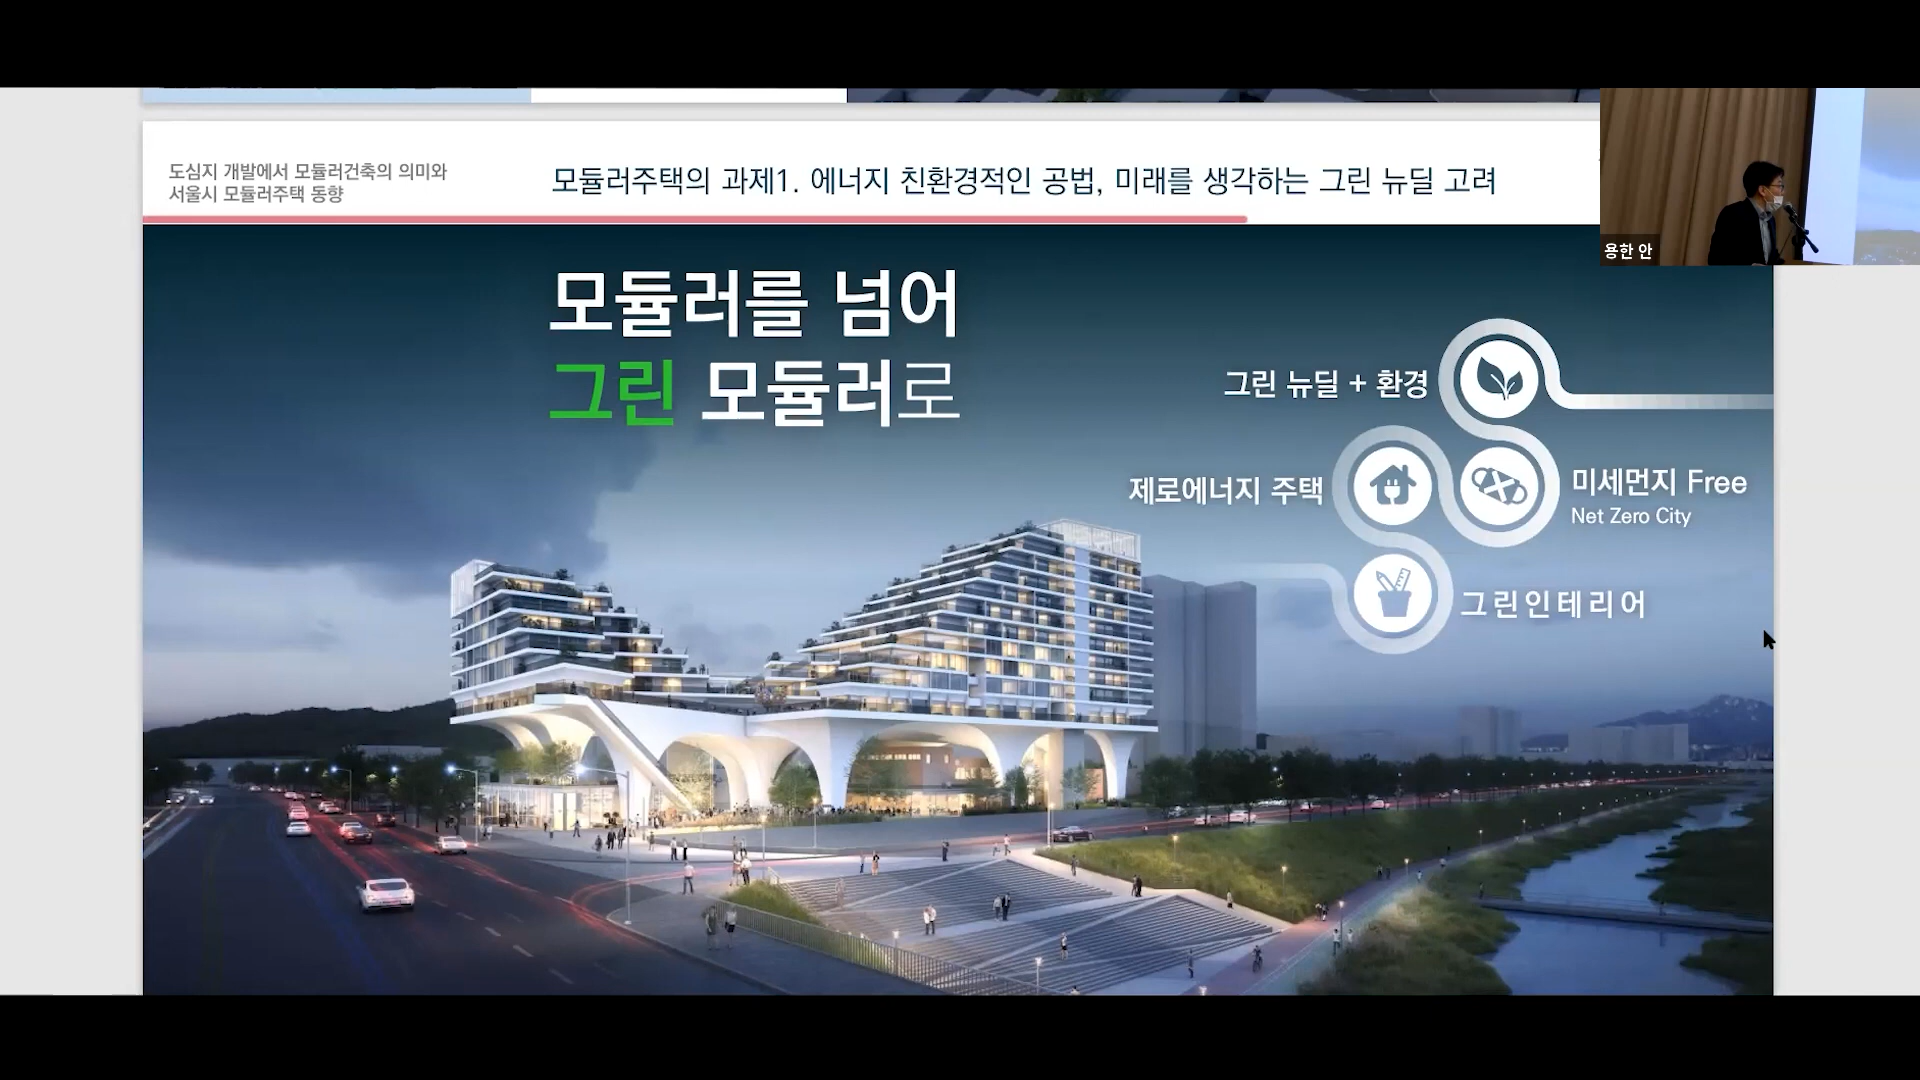 도심지 개발에서 모듈러건축의 의미와
서울시 모듈러주택 동향
모듈러주택의 과제1. 에너지 친환경적인 공법, 미래를 생각하는 그린 뉴딜 고려
용한 안
모듈러를 넘어
그린 모듈러로
그린 뉴딜 + 환경
제로에너지 주택
미세먼지 Free
Net Zero City
그린인테리어